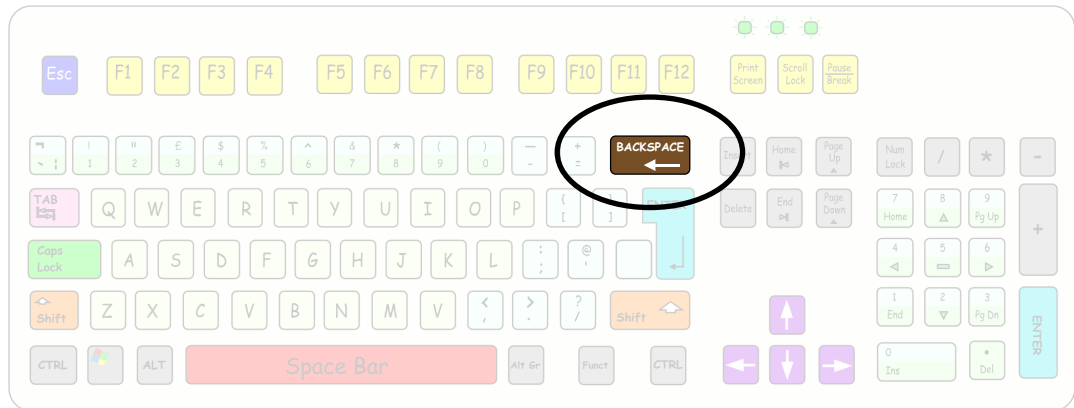 Esc F1 F2 F3 F4 F5 F6 F7 F8 F9 F10 F11 F12 Print Scroll Pause
Screen Lock Break
¬ ! " £ $ % ^ & * ( ) — + BACKSPACE Insert Home Page Num / * -
Up Lock
` ¦ 1 2 3 4 5 6 7 8 9 0 - =
TAB Q W E R T Y U I O P { } ENTER Delete End Page 7 8 9 +
[ ] Down Home Pg Up
Caps A S D F G H J K L : @ 4 5 6
Lock ; '
Shift Z X C V B N M V < > ? Shift 1 2 3 ENTER
, . / End Pg Dn
CTRL ALT Space Bar Alt Gr Funct CTRL 0 •
Ins Del